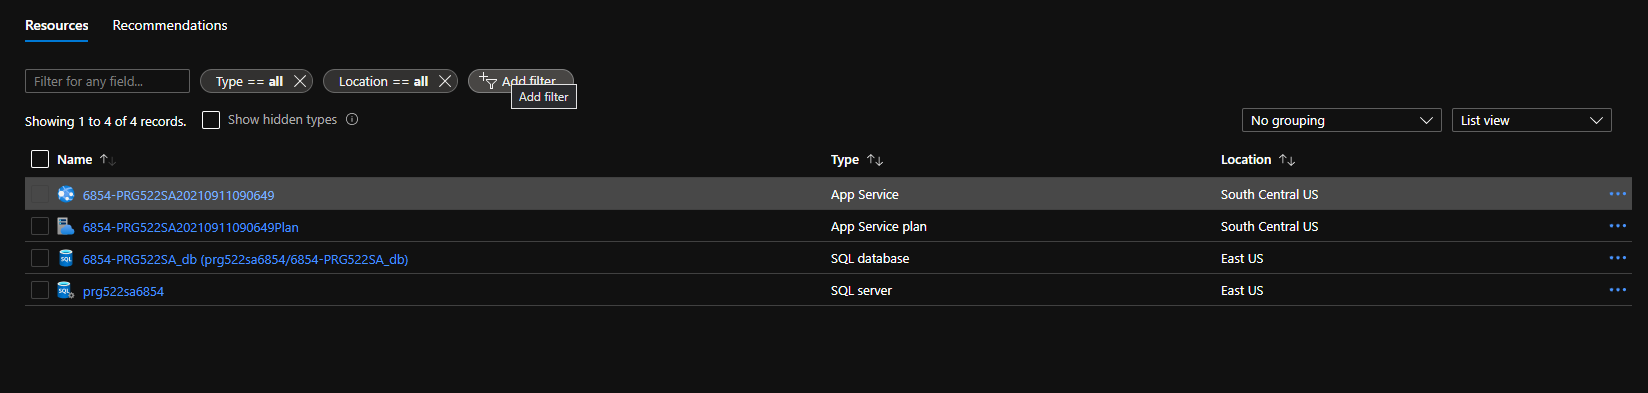 Resources Recommendations
Filter for any field... Type == all Location == all Add filter
Add filter
Showing 1 to 4 of 4 records. Show hidden types No grouping List view
Name Type Location
6854-PRG522SA20210911090649 App Service South Central US
6854-PRG522SA20210911090649Plan App Service plan South Central US
6854-PRG522SA_db (prg522sa6854/6854-PRG522SA_db) SQL database East US
prg522sa6854 SQL server East US